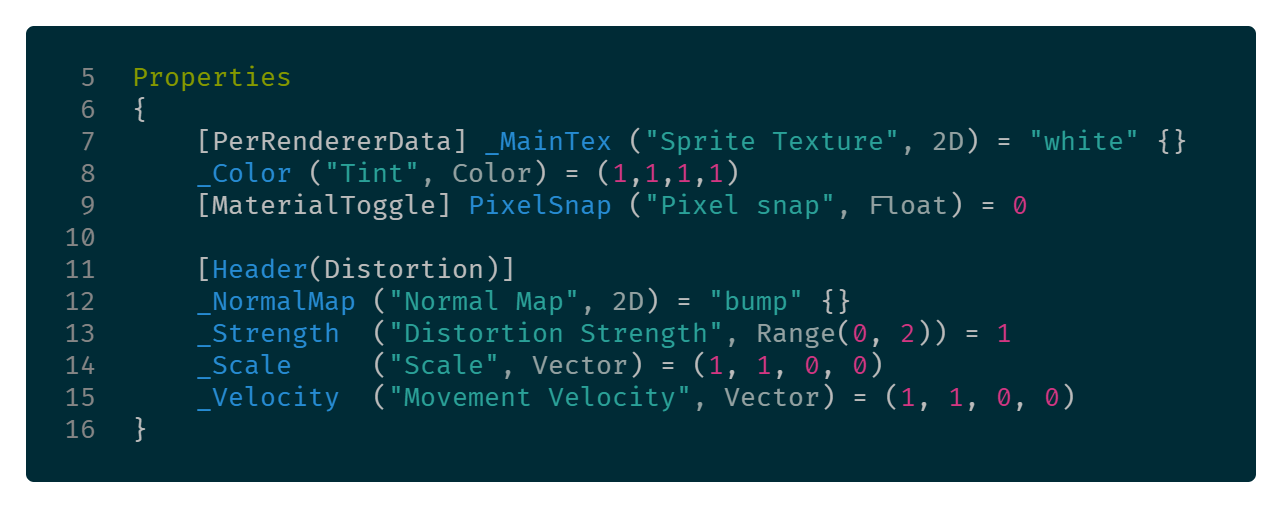 5 Properties
6 {
7     [PerRendererData] _MainTex ("Sprite Texture", 2D) = "white" {}
8     _Color ("Tint", Color) = (1,1,1,1)
9     [MaterialToggle] PixelSnap ("Pixel snap", Float) = 0
10
11     [Header(Distortion)]
12     _NormalMap ("Normal Map", 2D) = "bump" {}
13     _Strength  ("Distortion Strength", Range(0, 2)) = 1
14     _Scale     ("Scale", Vector) = (1, 1, 0, 0)
15     _Velocity  ("Movement Velocity", Vector) = (1, 1, 0, 0)
16 }